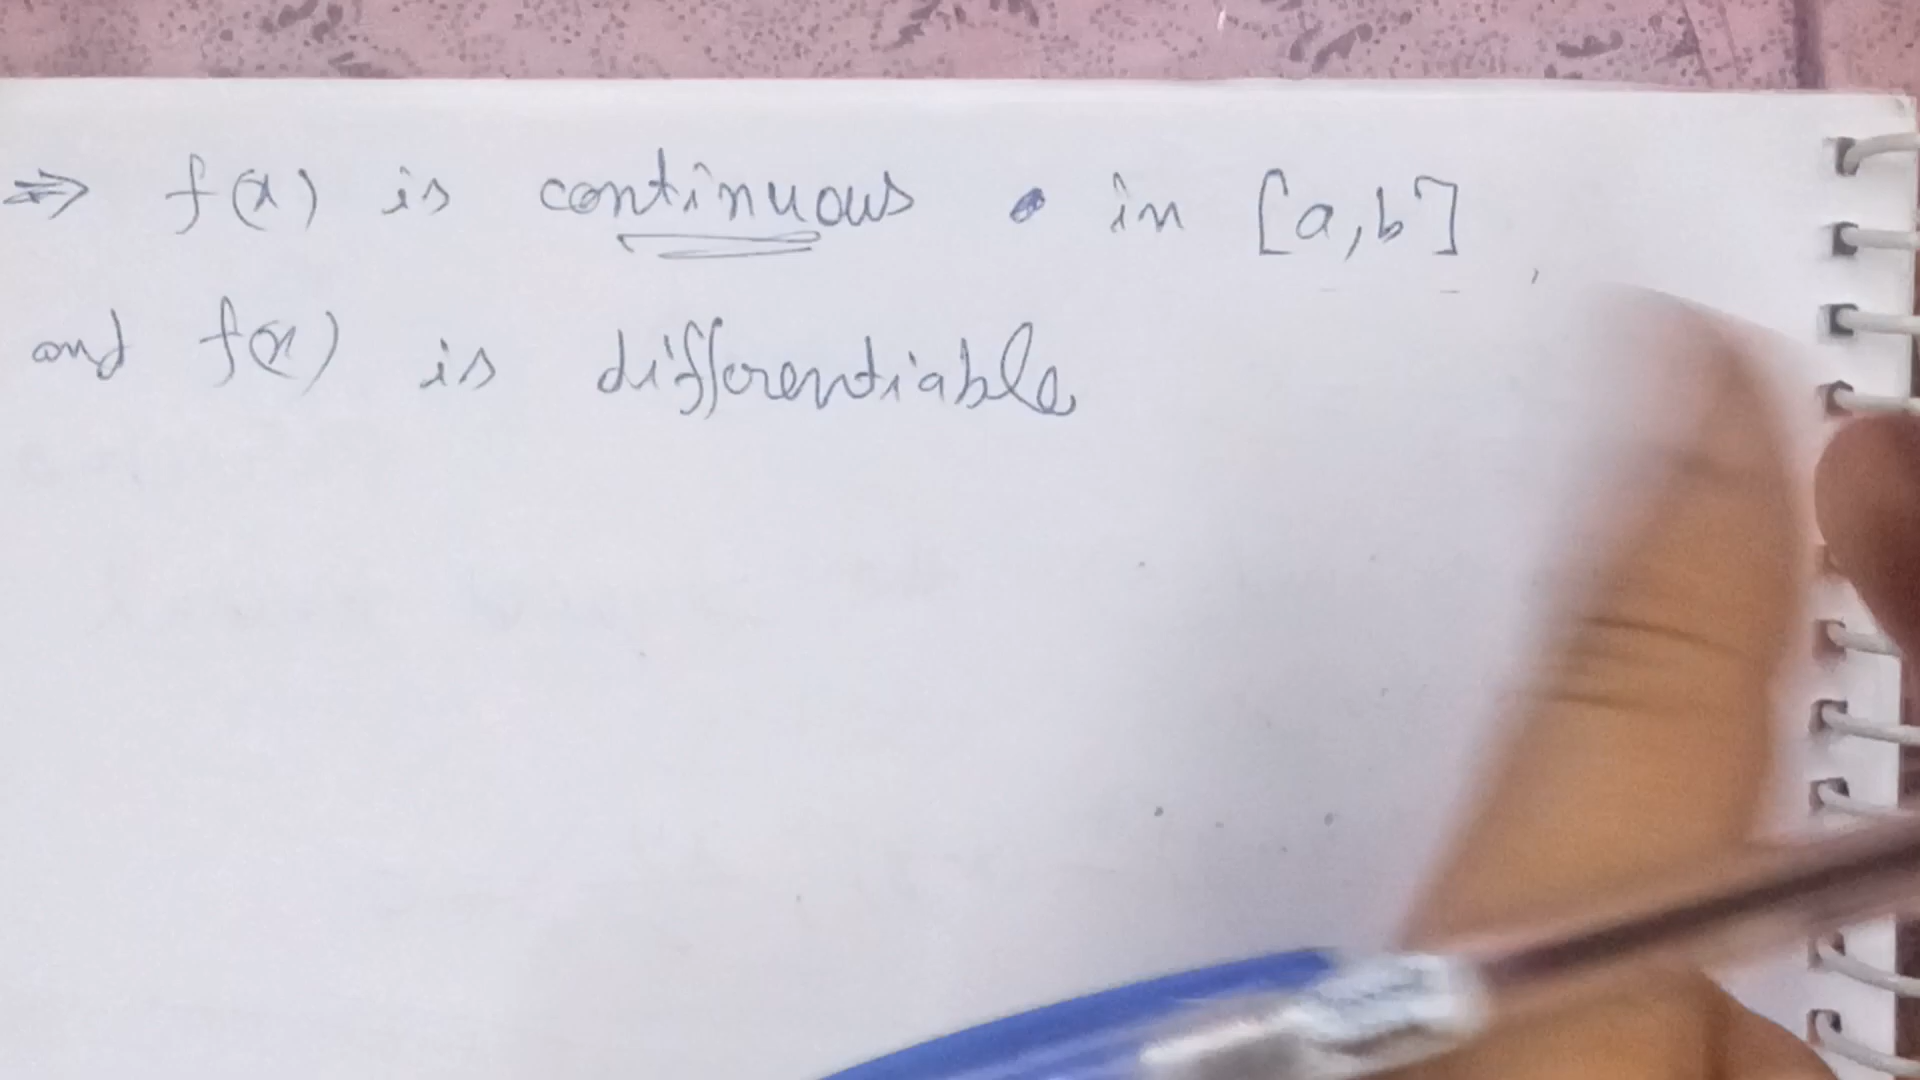 ⇒ f(x) is continuous in [a,b],
and f(x) is differentiable